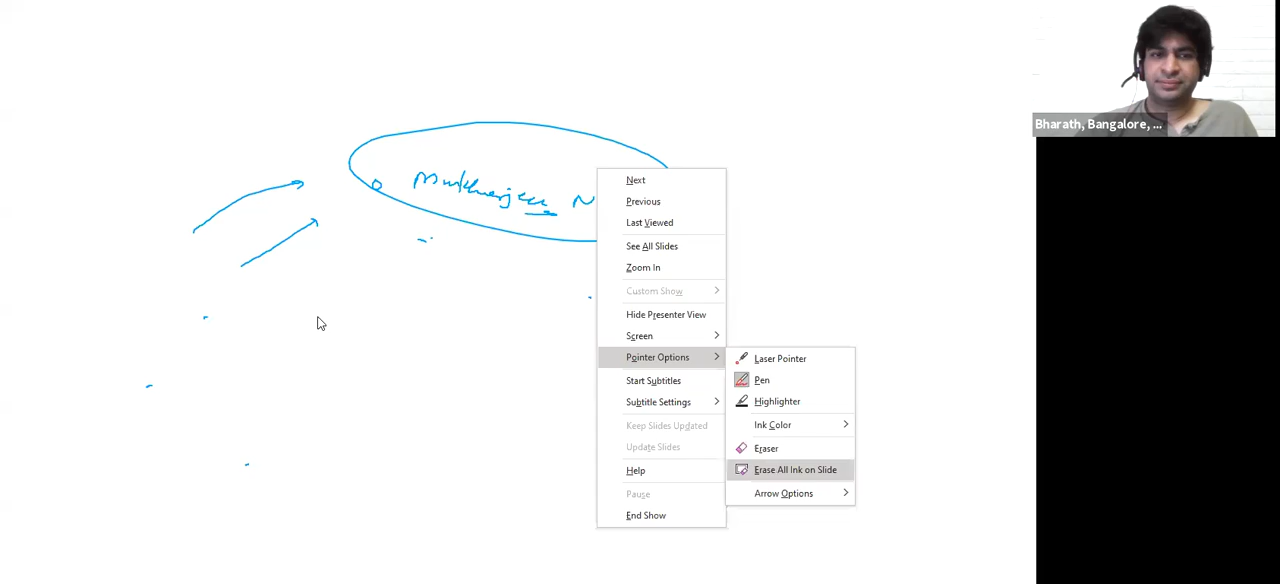 Bharath, Bangalore, ...
Mukherjee N
Next
Previous
Last Viewed
See All Slides
Zoom In
Custom Show
Hide Presenter View
Screen
Pointer Options
Start Subtitles
Subtitle Settings
Keep Slides Updated
Update Slides
Help
Pause
End Show
Laser Pointer
Pen
Highlighter
Ink Color
Eraser
Erase All Ink on Slide
Arrow Options